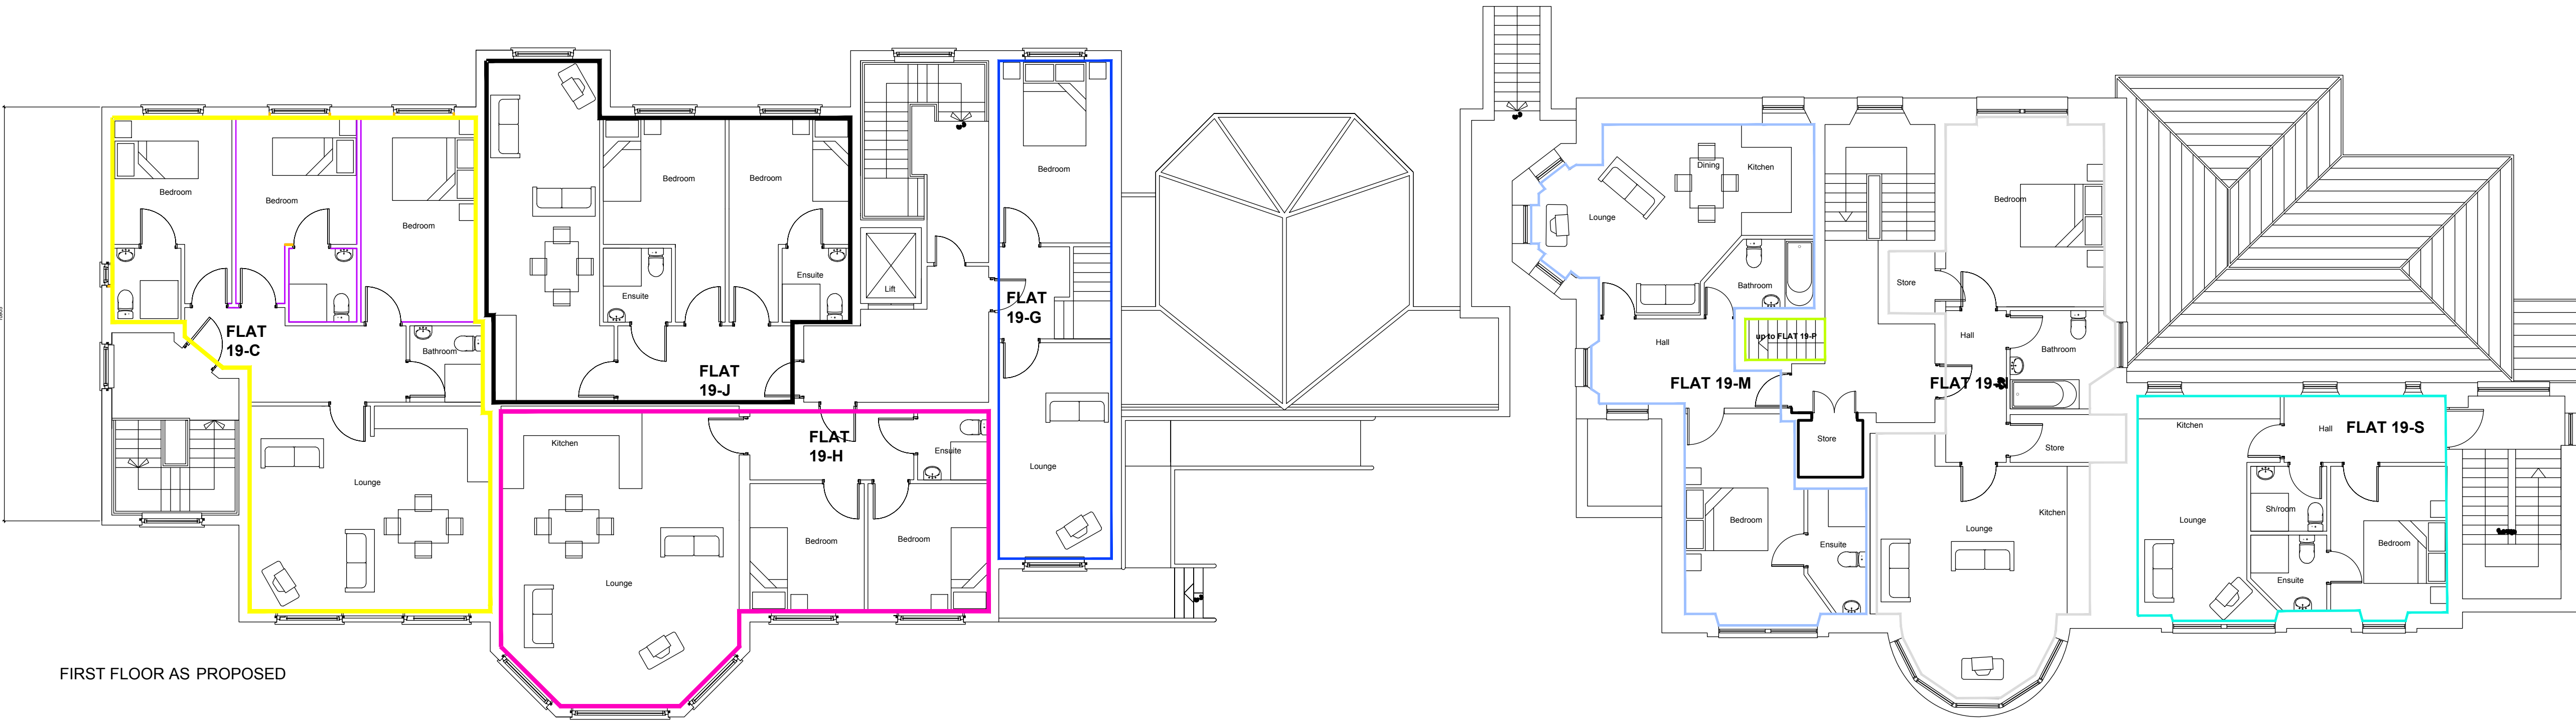 Bedroom
Bedroom
Bedroom
FLAT
19-C
Bathroom
Lounge
Bedroom
Bedroom
Ensuite
Ensuite
FLAT
19-J
Lift
Kitchen
FLAT
19-H
Ensuite
Bedroom
Bedroom
Lounge
Bedroom
FLAT
19-G
Lounge
Dining
Kitchen
Lounge
Bathroom
Hall
up to FLAT 19-P
FLAT 19-M
Store
Bedroom
Ensuite
Bedroom
Store
Hall
Bathroom
FLAT 19-N
Store
Kitchen
Lounge
Kitchen
Hall
FLAT 19-S
Lounge
Sh/room
Bedroom
Ensuite
FIRST FLOOR AS PROPOSED